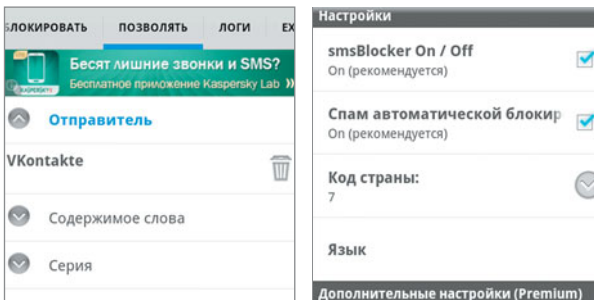 БЛОКИРОВАТЬ ПОЗВОЛЯТЬ ЛОГИ EX
Бесят лишние звонки и SMS?
Бесплатное приложение Kaspersky Lab »
Отправитель
VKontakte
Содержимое слова
Серия
Настройки
smsBlocker On / Off
On (рекомендуется)
Спам автоматической блокир
On (рекомендуется)
Код страны:
7
Язык
Дополнительные настройки (Premium)